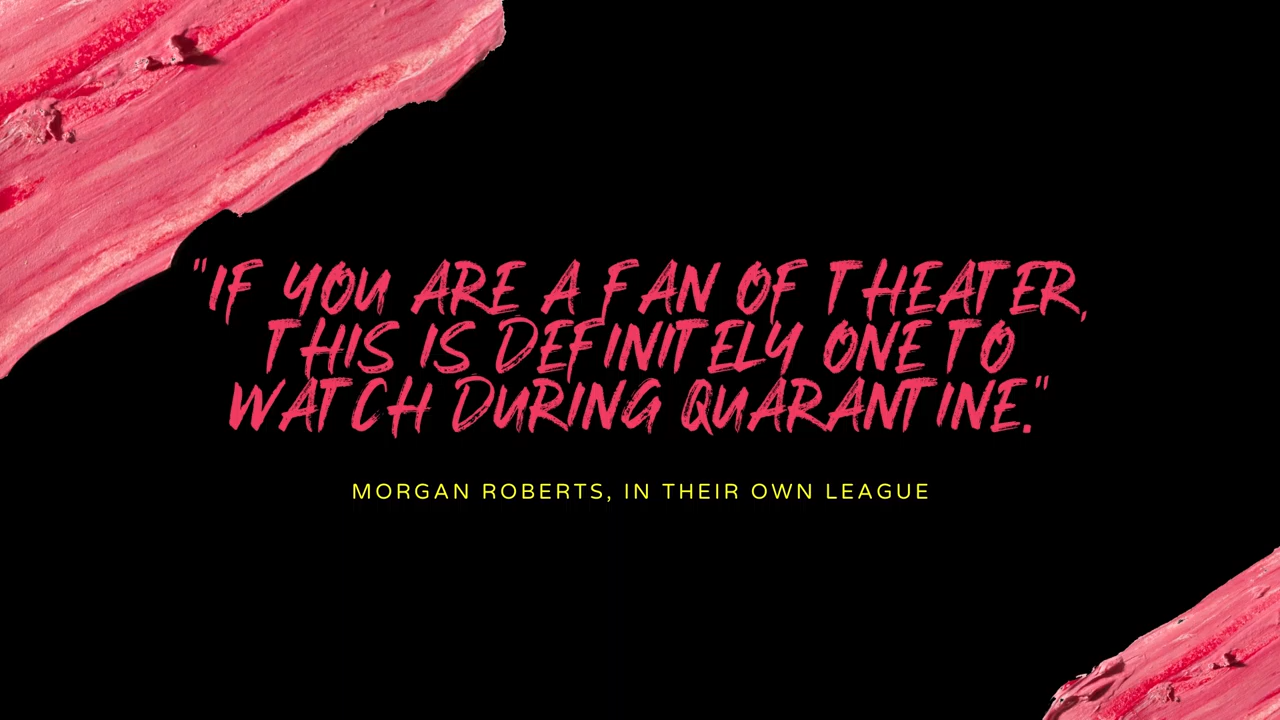 "IF YOU ARE A FAN OF THEATER,
THIS IS DEFINITELY ONE TO
WATCH DURING QUARANTINE."
MORGAN ROBERTS, IN THEIR OWN LEAGUE